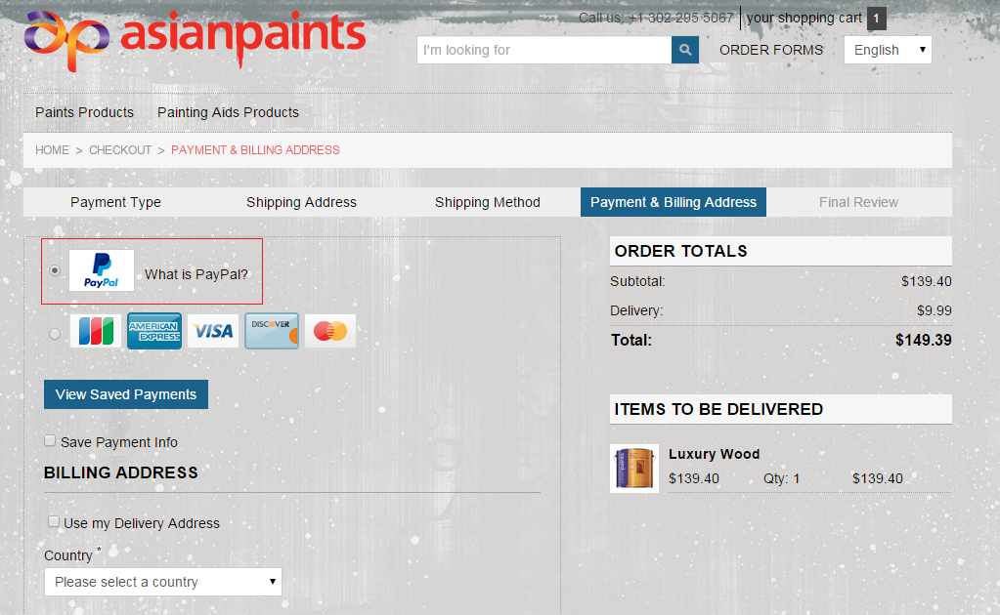 asianpaints
Call us: +1 302 295 5067 your shopping cart 1
I'm looking for ORDER FORMS English
Paints Products Painting Aids Products
HOME > CHECKOUT > PAYMENT & BILLING ADDRESS
Payment Type Shipping Address Shipping Method Payment & Billing Address Final Review
PayPal What is PayPal?
AMERICAN EXPRESS VISA DISCOVER
View Saved Payments
Save Payment Info
BILLING ADDRESS
Use my Delivery Address
Country *
Please select a country
ORDER TOTALS
Subtotal: $139.40
Delivery: $9.99
Total: $149.39
ITEMS TO BE DELIVERED
Luxury Wood
$139.40 Qty: 1 $139.40